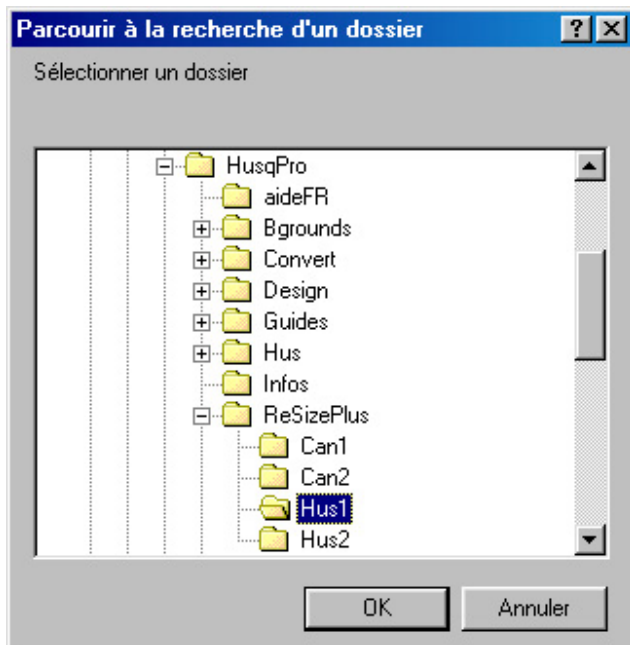 Parcourir à la recherche d'un dossier
Sélectionner un dossier
HusqPro
aideFR
Bgrounds
Convert
Design
Guides
Hus
Infos
ReSizePlus
Can1
Can2
Hus1
Hus2
OK Annuler